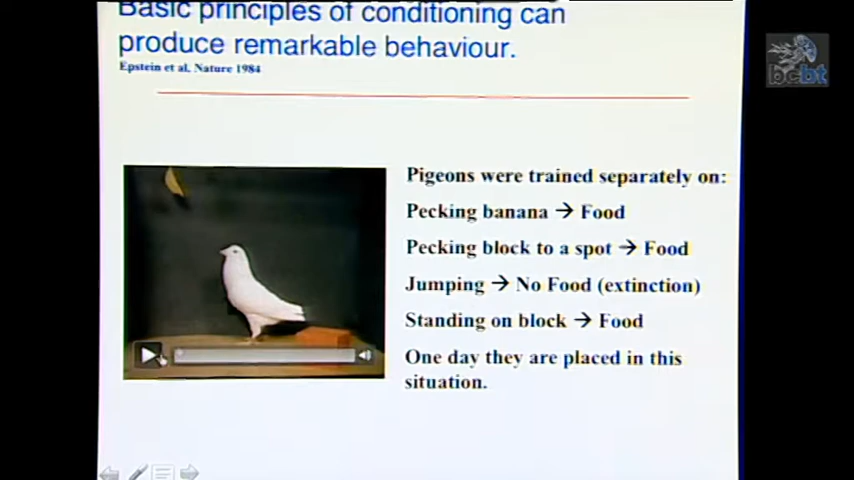 Basic principles of conditioning can
produce remarkable behaviour.
Epstein et al, Nature 1984
bcbt
Pigeons were trained separately on:
Pecking banana → Food
Pecking block to a spot → Food
Jumping → No Food (extinction)
Standing on block → Food
One day they are placed in this
situation.